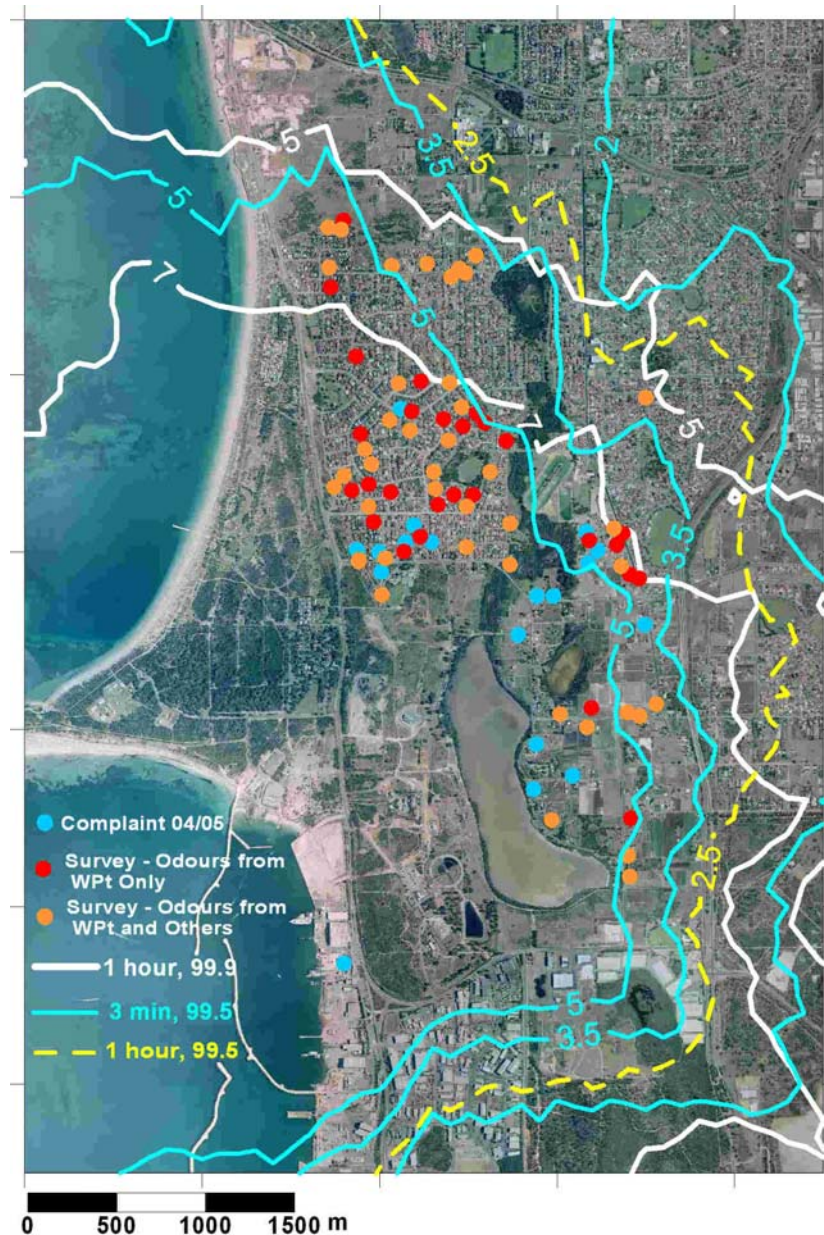 5
3.5
2.5
2
5
7
5
7
5
3.5
5
2.5
5
3.5
Complaint 04/05
Survey - Odours from
WPt Only
Survey - Odours from
WPt and Others
1 hour, 99.9
3 min, 99.5
1 hour, 99.5
0 500 1000 1500 m